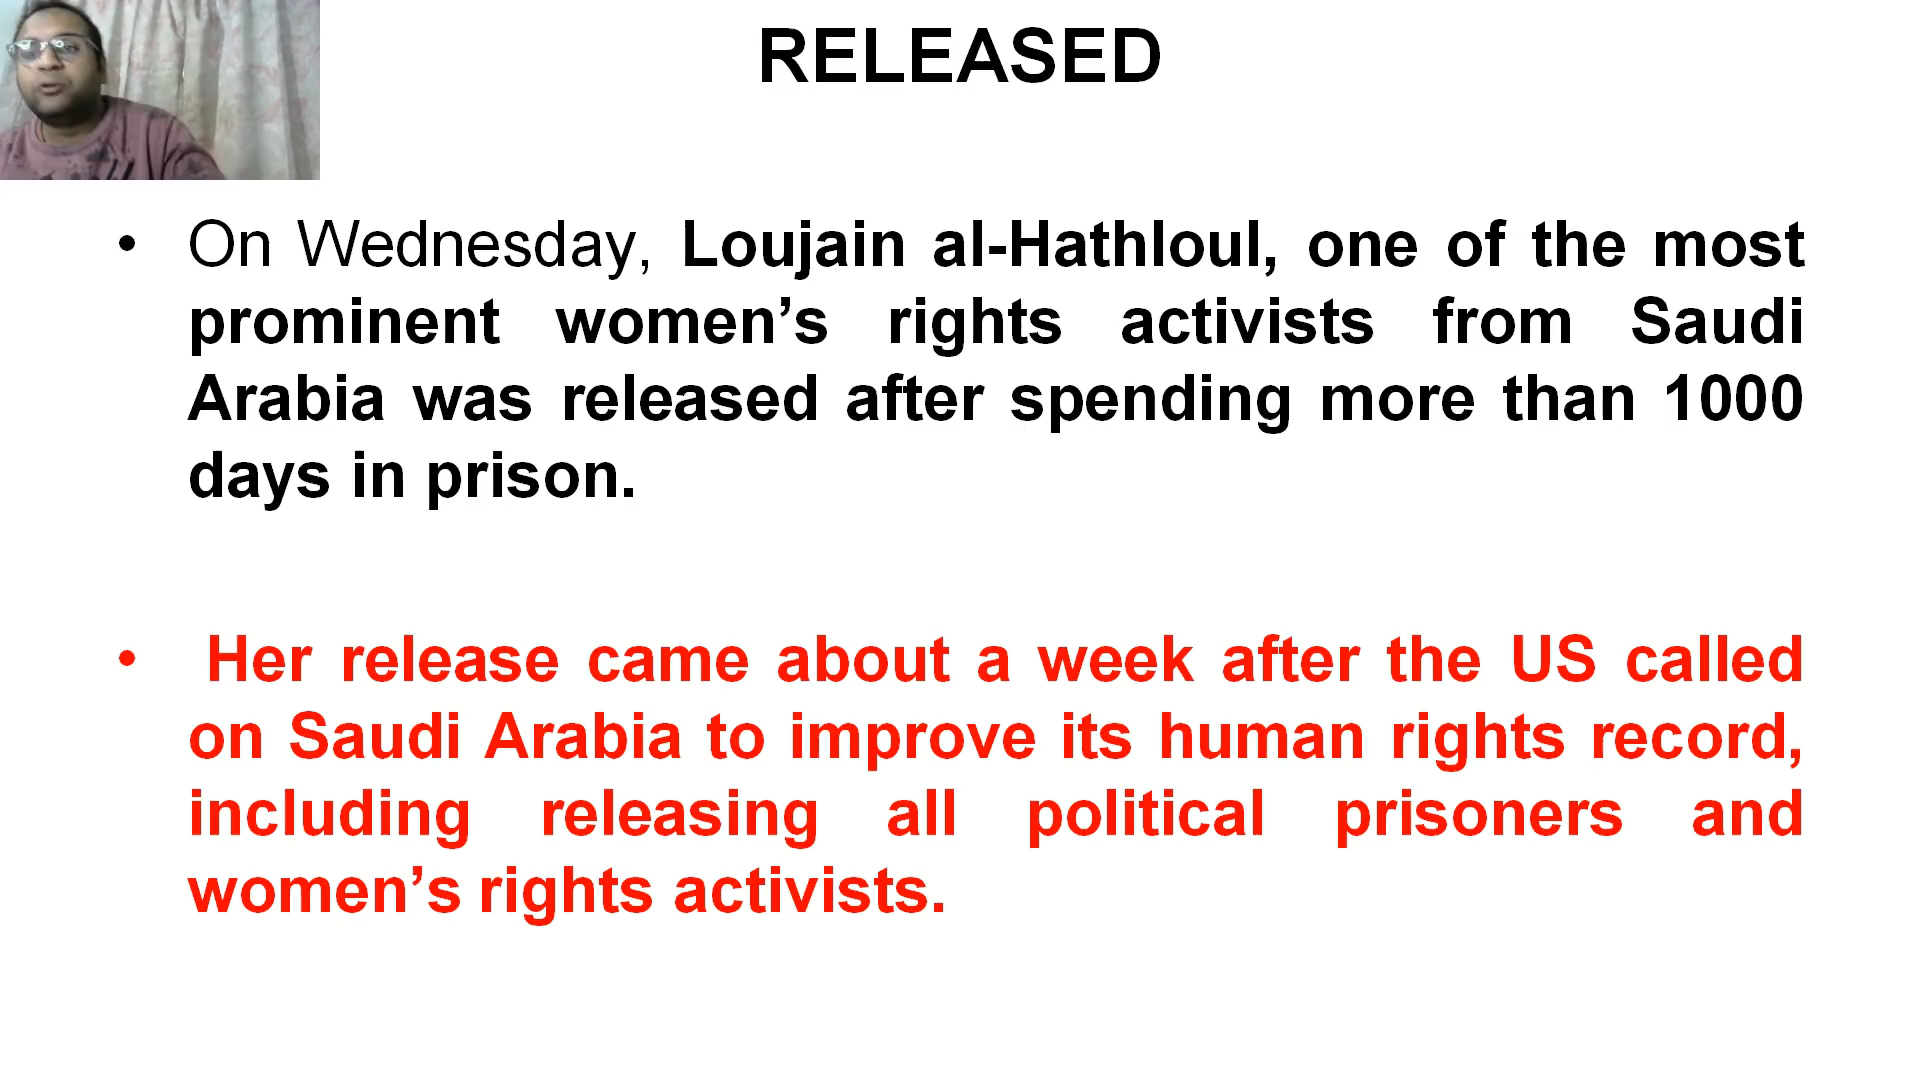 RELEASED
• On Wednesday, Loujain al-Hathloul, one of the most
prominent women’s rights activists from Saudi
Arabia was released after spending more than 1000
days in prison.
• Her release came about a week after the US called
on Saudi Arabia to improve its human rights record,
including releasing all political prisoners and
women’s rights activists.